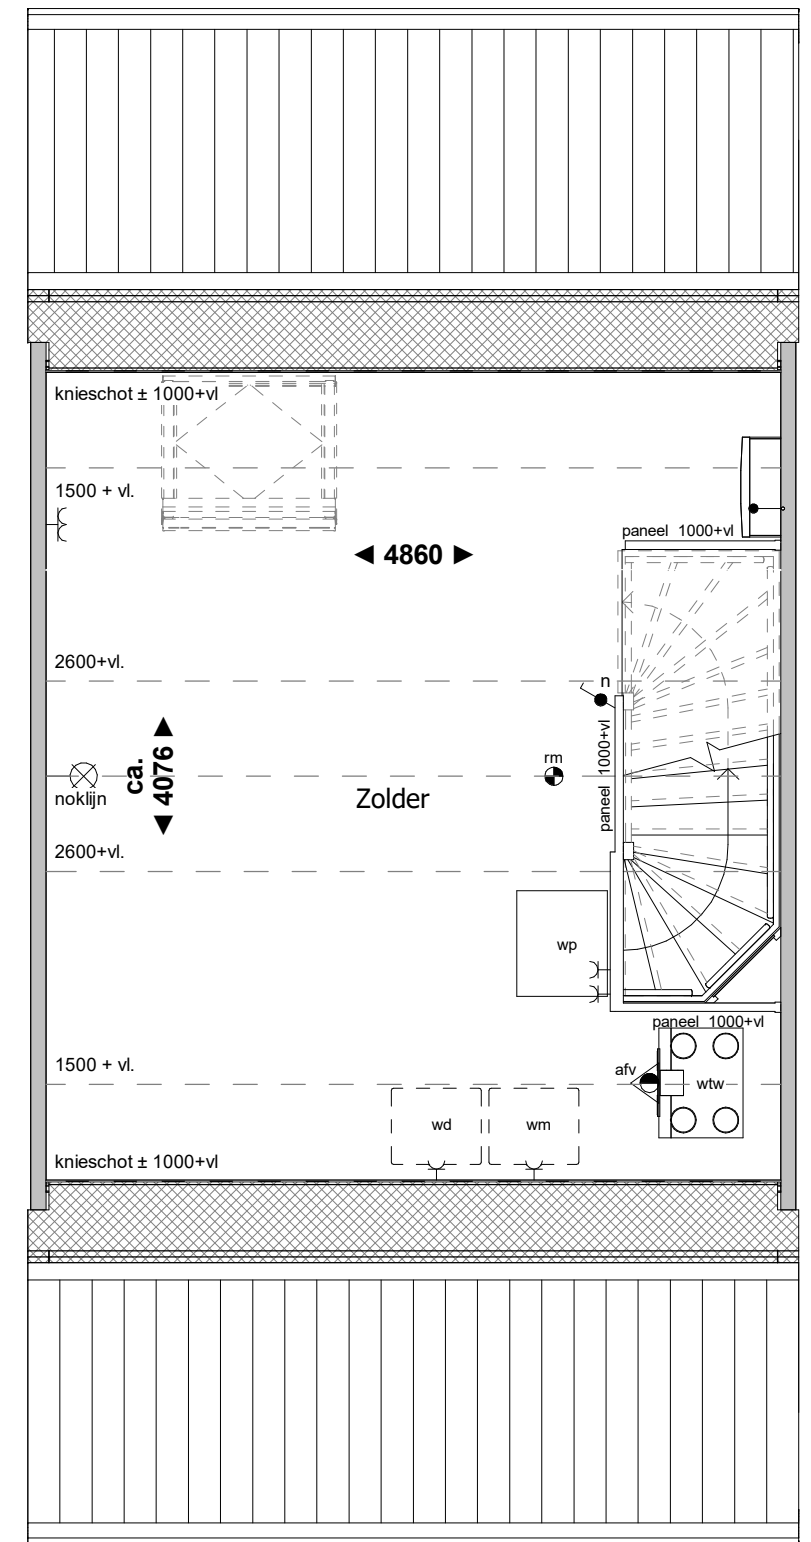 knieschot ± 1000+vl
1500 + vl.
paneel 1000+vl
4860
2600+vl.
n
paneel 1000+vl
ca.
4076
rm
noklijn
Zolder
2600+vl.
wp
paneel 1000+vl
1500 + vl.
afv
wtw
wd
wm
knieschot ± 1000+vl